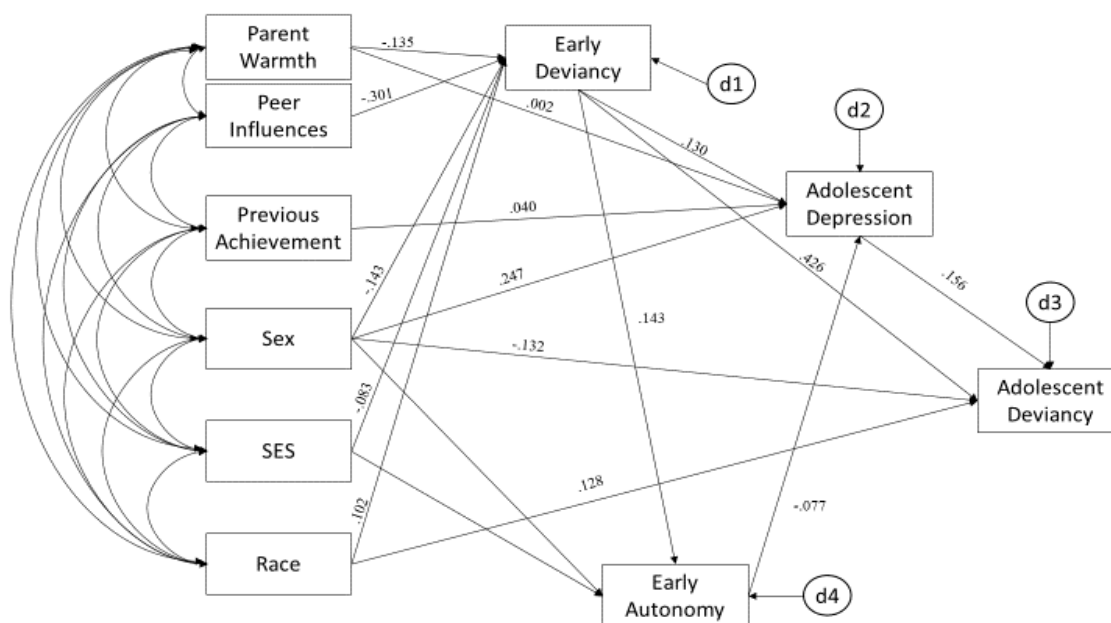 Parent
Warmth
Peer
Influences
Previous
Achievement
Sex
SES
Race
Early
Deviancy
d1
d2
Adolescent
Depression
d3
Adolescent
Deviancy
Early
Autonomy
d4
-.135
-.301
.002
.130
.040
-.143
.247
.426
.156
.143
-.132
-.083
.128
-.077
.102